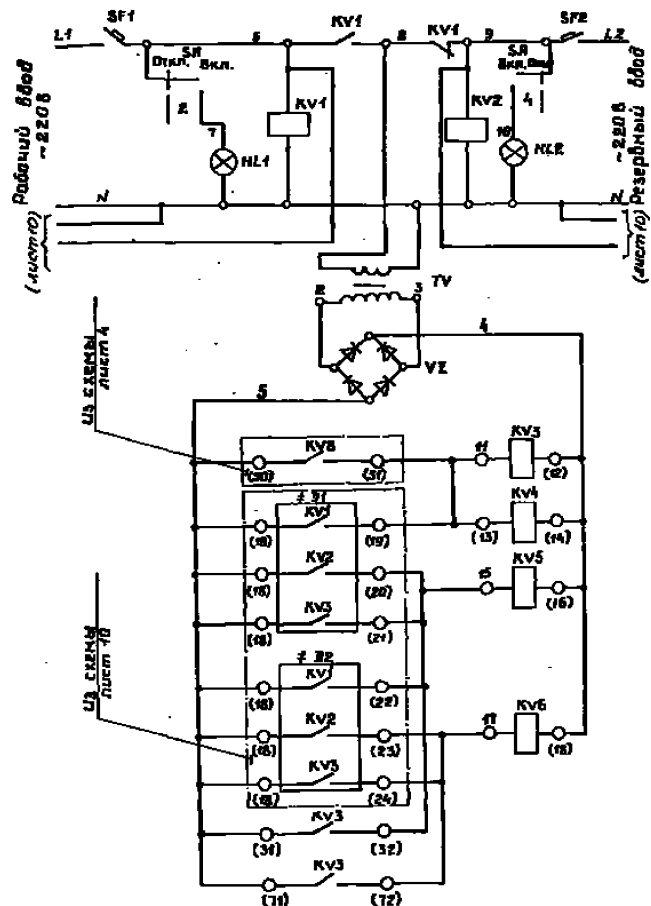 L1
SF1
6
KV1
8
KV1
9
SF2
L2
SA
Откл.
Вкл.
SA
Вкл.
2
4
7
KV1
KV2
10
HL1
HL2
Рабочий ввод
~220В
Резервный ввод
~220В
N
N
(лист 10)
(лист 10)
TV
2
3
4
VZ
5
Из схемы
лист 4
KV8
(30)
(31)
11
KV3
(12)
KV1
(18)
(19)
(13)
KV4
(14)
KV2
(18)
(20)
15
KV5
(16)
KV3
(18)
(21)
Из схемы
лист 10
KV1
(18)
(22)
KV2
(18)
(23)
17
KV6
(18)
KV3
(18)
(24)
KV3
(31)
(32)
KV3
(71)
(72)